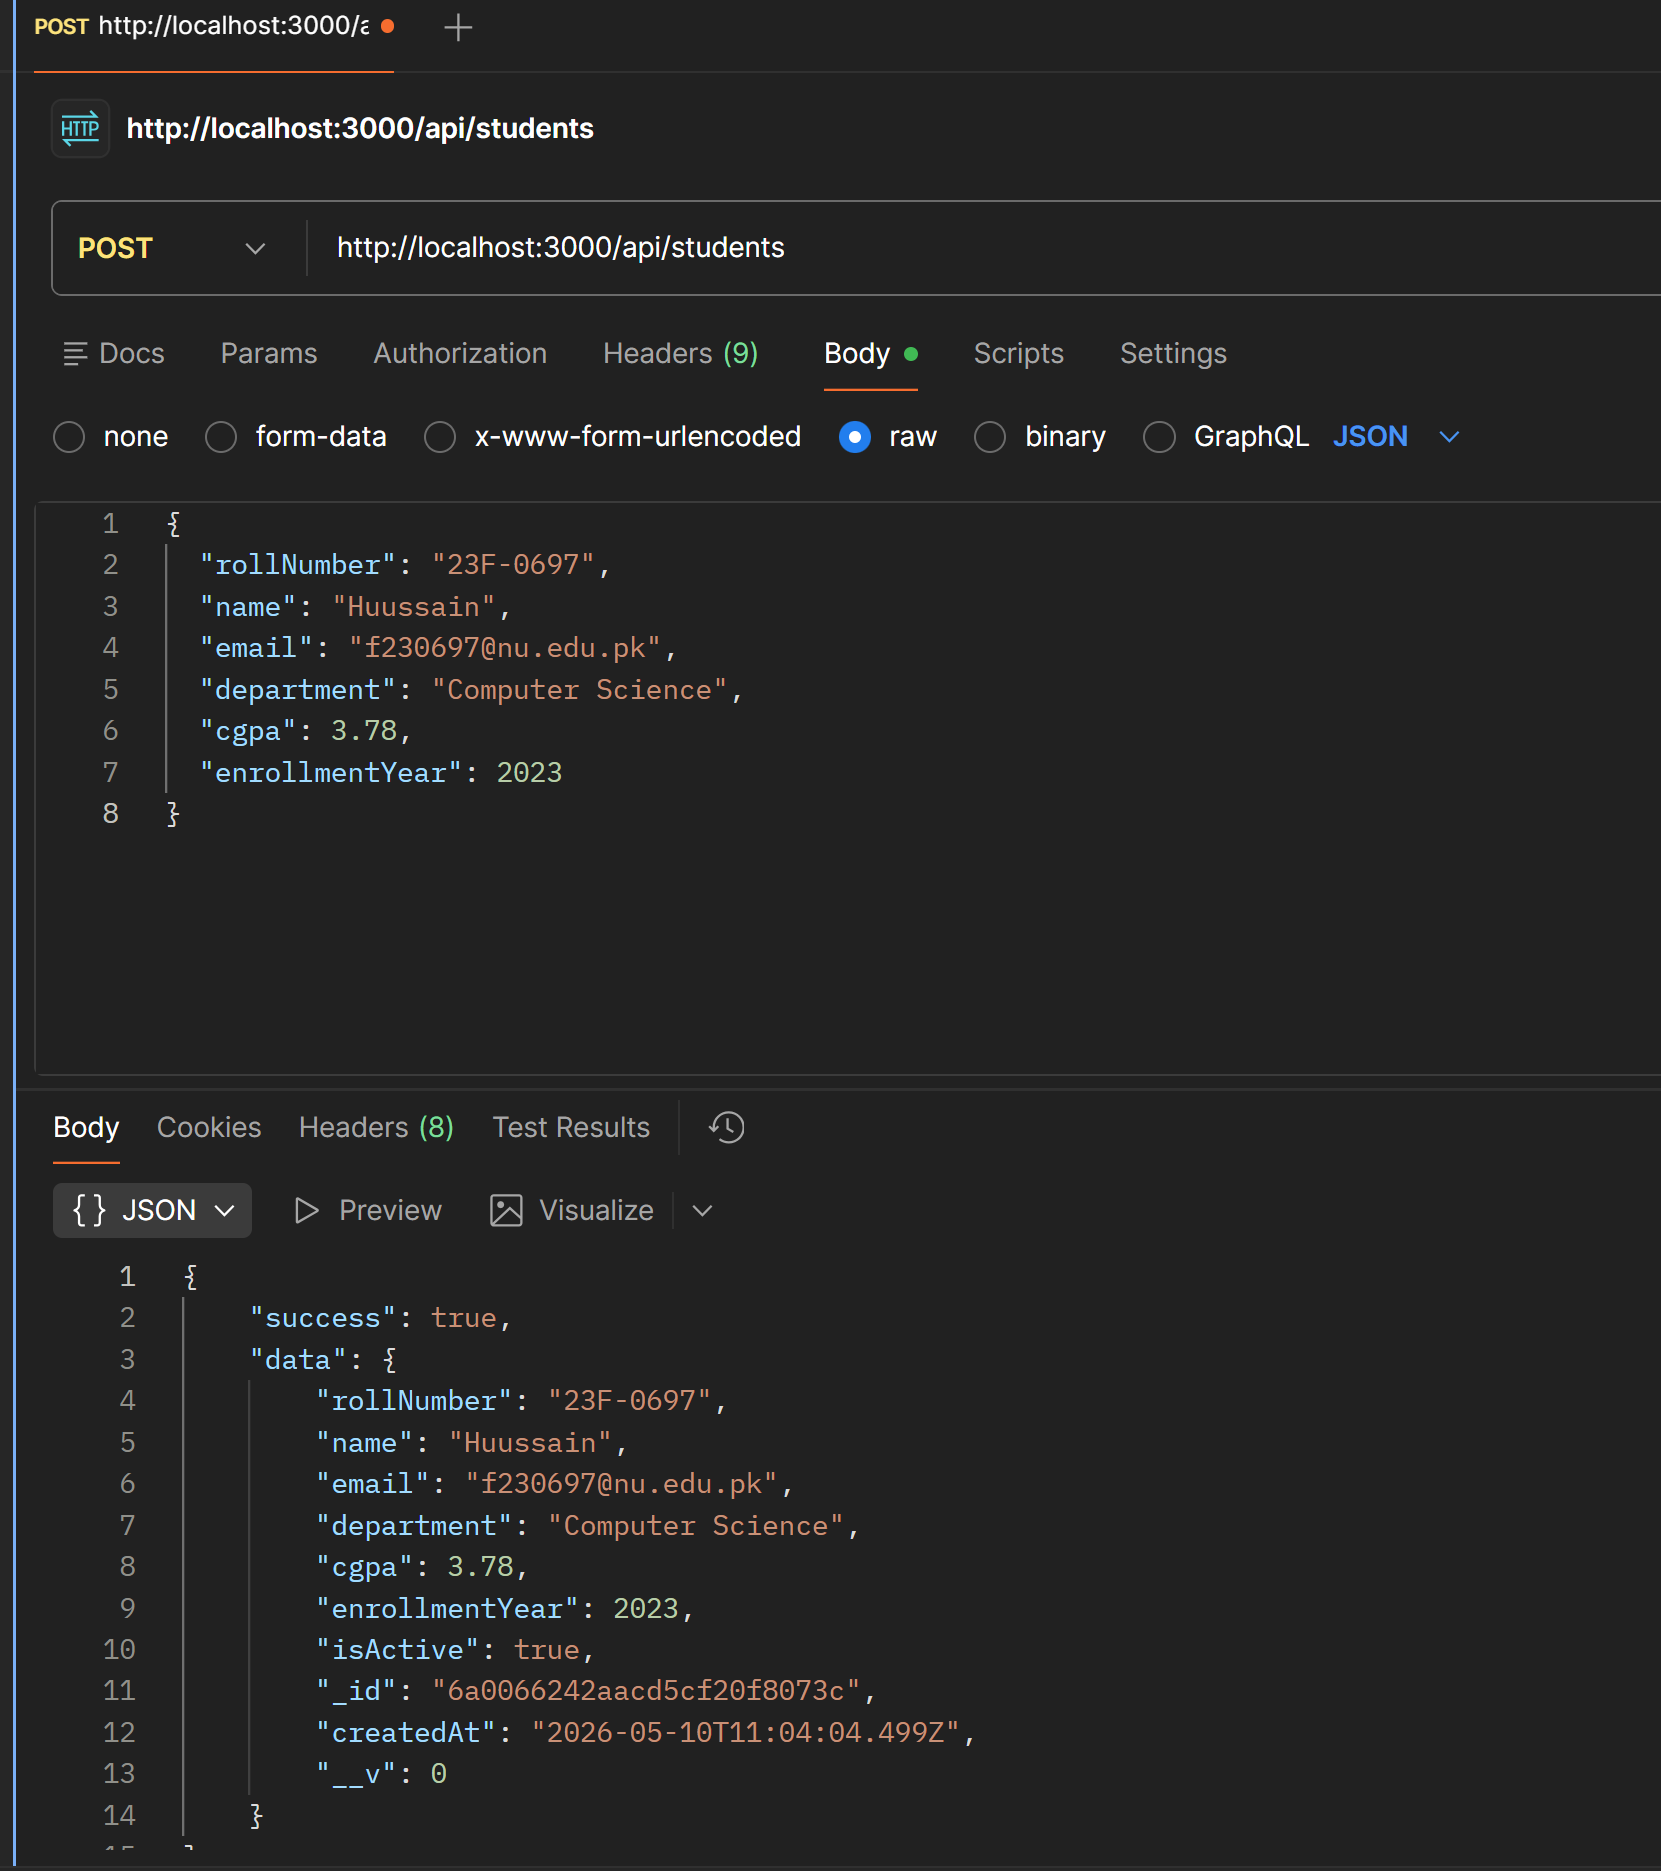 POST http://localhost:3000/a
HTTP http://localhost:3000/api/students
POST http://localhost:3000/api/students
Docs Params Authorization Headers (9) Body Scripts Settings
none form-data x-www-form-urlencoded raw binary GraphQL JSON
1 {
2 "rollNumber": "23F-0697",
3 "name": "Huussain",
4 "email": "f230697@nu.edu.pk",
5 "department": "Computer Science",
6 "cgpa": 3.78,
7 "enrollmentYear": 2023
8 }
Body Cookies Headers (8) Test Results
{} JSON Preview Visualize
1 {
2 "success": true,
3 "data": {
4 "rollNumber": "23F-0697",
5 "name": "Huussain",
6 "email": "f230697@nu.edu.pk",
7 "department": "Computer Science",
8 "cgpa": 3.78,
9 "enrollmentYear": 2023,
10 "isActive": true,
11 "_id": "6a0066242aacd5cf20f8073c",
12 "createdAt": "2026-05-10T11:04:04.499Z",
13 "__v": 0
14 }